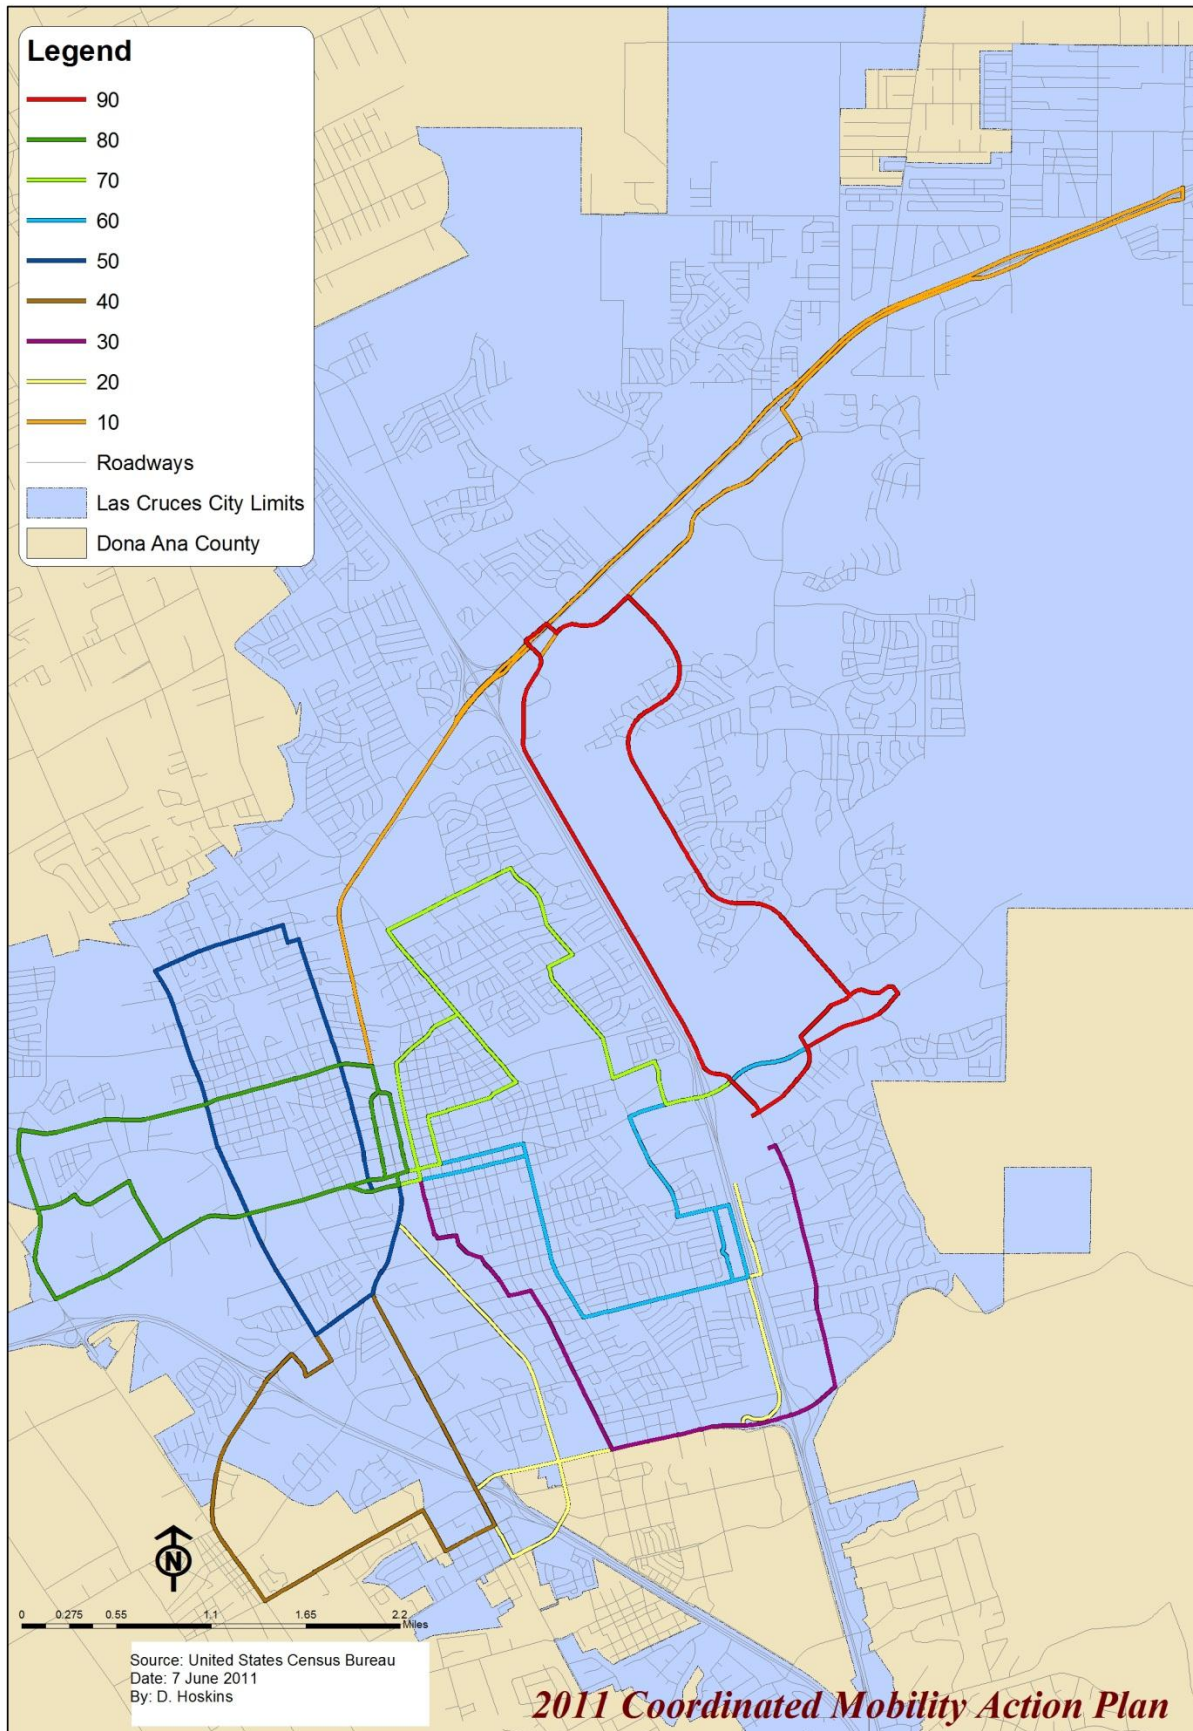 Legend
90
80
70
60
50
40
30
20
10
Roadways
Las Cruces City Limits
Dona Ana County
N
0 0.275 0.55 1.1 1.65 2.2
Miles
Source: United States Census Bureau
Date: 7 June 2011
By: D. Hoskins
2011 Coordinated Mobility Action Plan